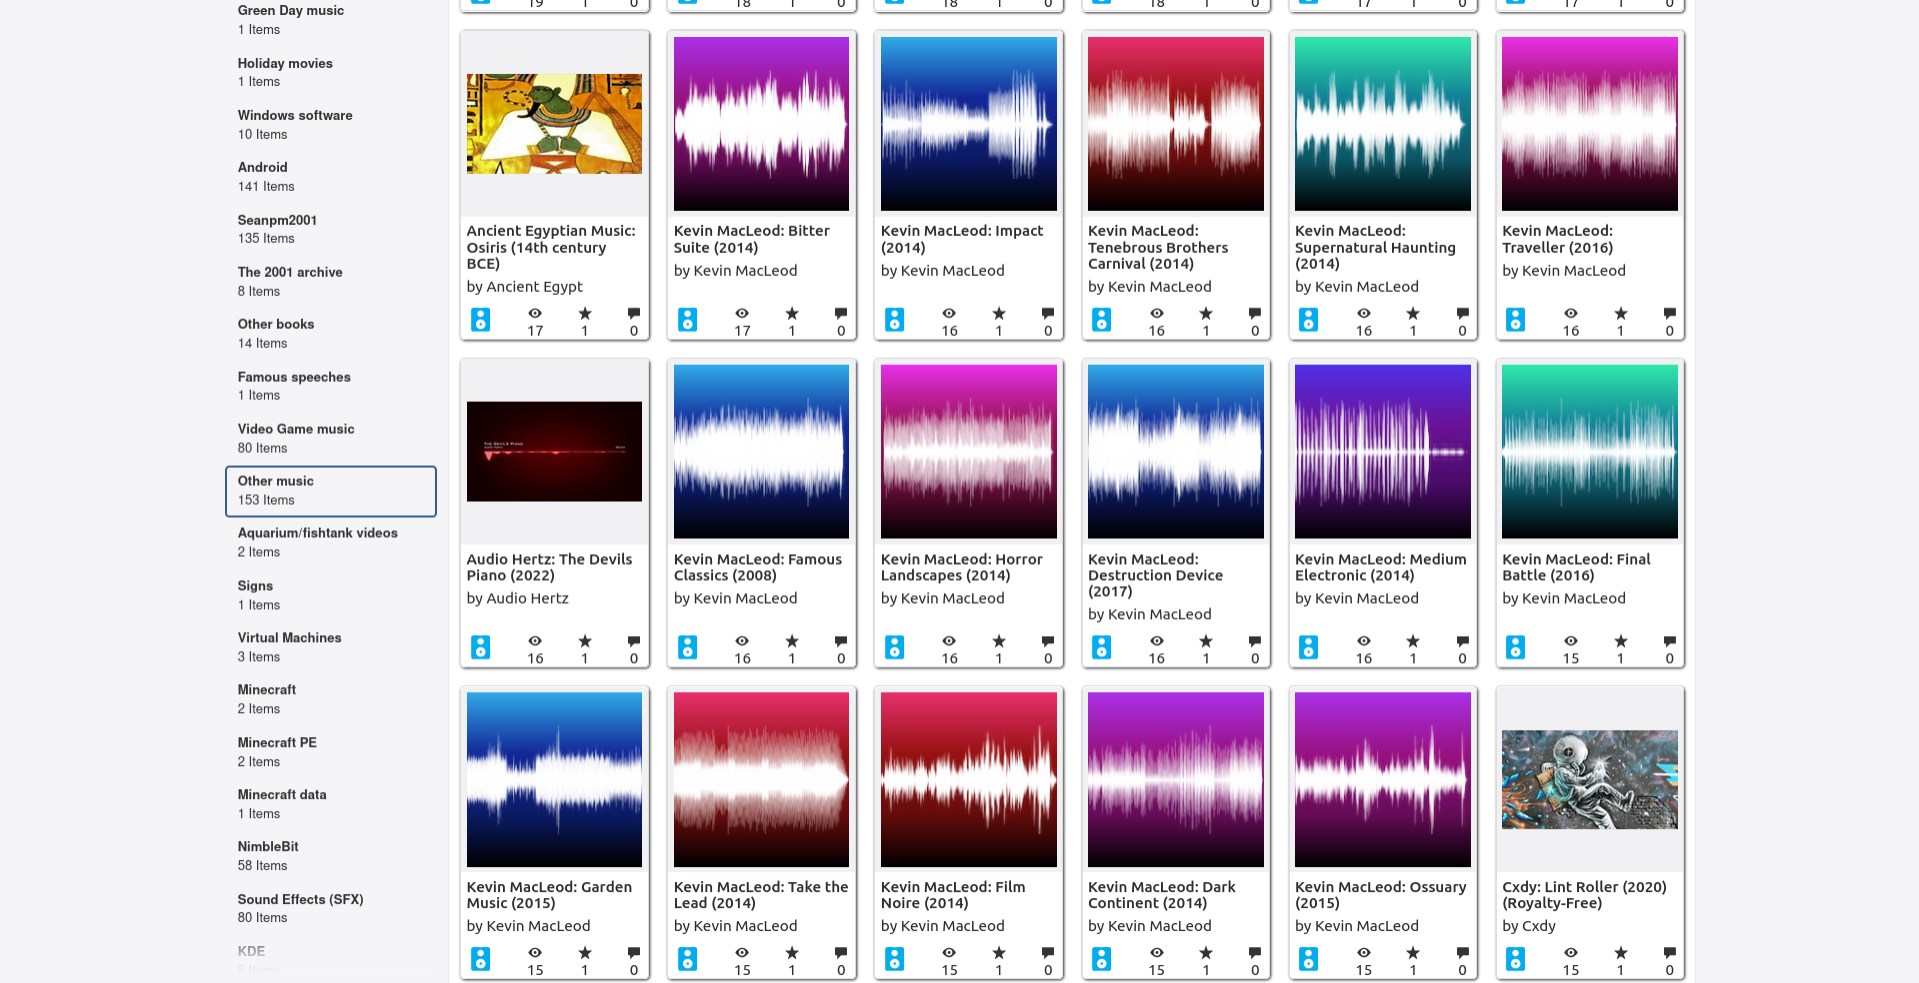 Green Day music
1 Items
Holiday movies
1 Items
Windows software
10 Items
Android
141 Items
Seanpm2001
135 Items
The 2001 archive
8 Items
Other books
14 Items
Famous speeches
1 Items
Video Game music
80 Items
Other music
153 Items
Aquarium/fishtank videos
2 Items
Signs
1 Items
Virtual Machines
3 Items
Minecraft
2 Items
Minecraft PE
2 Items
Minecraft data
1 Items
NimbleBit
58 Items
Sound Effects (SFX)
80 Items
KDE
6 Items
19 1 0
18 1 0
18 1 0
18 1 0
17 1 0
17 1 0
Ancient Egyptian Music:
Osiris (14th century
BCE)
by Ancient Egypt
17 1 0
Kevin MacLeod: Bitter
Suite (2014)
by Kevin MacLeod
17 1 0
Kevin MacLeod: Impact
(2014)
by Kevin MacLeod
16 1 0
Kevin MacLeod:
Tenebrous Brothers
Carnival (2014)
by Kevin MacLeod
16 1 0
Kevin MacLeod:
Supernatural Haunting
(2014)
by Kevin MacLeod
16 1 0
Kevin MacLeod:
Traveller (2016)
by Kevin MacLeod
16 1 0
Audio Hertz: The Devils
Piano (2022)
by Audio Hertz
16 1 0
Kevin MacLeod: Famous
Classics (2008)
by Kevin MacLeod
16 1 0
Kevin MacLeod: Horror
Landscapes (2014)
by Kevin MacLeod
16 1 0
Kevin MacLeod:
Destruction Device
(2017)
by Kevin MacLeod
16 1 0
Kevin MacLeod: Medium
Electronic (2014)
by Kevin MacLeod
16 1 0
Kevin MacLeod: Final
Battle (2016)
by Kevin MacLeod
15 1 0
Kevin MacLeod: Garden
Music (2015)
by Kevin MacLeod
15 1 0
Kevin MacLeod: Take the
Lead (2014)
by Kevin MacLeod
15 1 0
Kevin MacLeod: Film
Noire (2014)
by Kevin MacLeod
15 1 0
Kevin MacLeod: Dark
Continent (2014)
by Kevin MacLeod
15 1 0
Kevin MacLeod: Ossuary
(2015)
by Kevin MacLeod
15 1 0
Cxdy: Lint Roller (2020)
(Royalty-Free)
by Cxdy
15 1 0